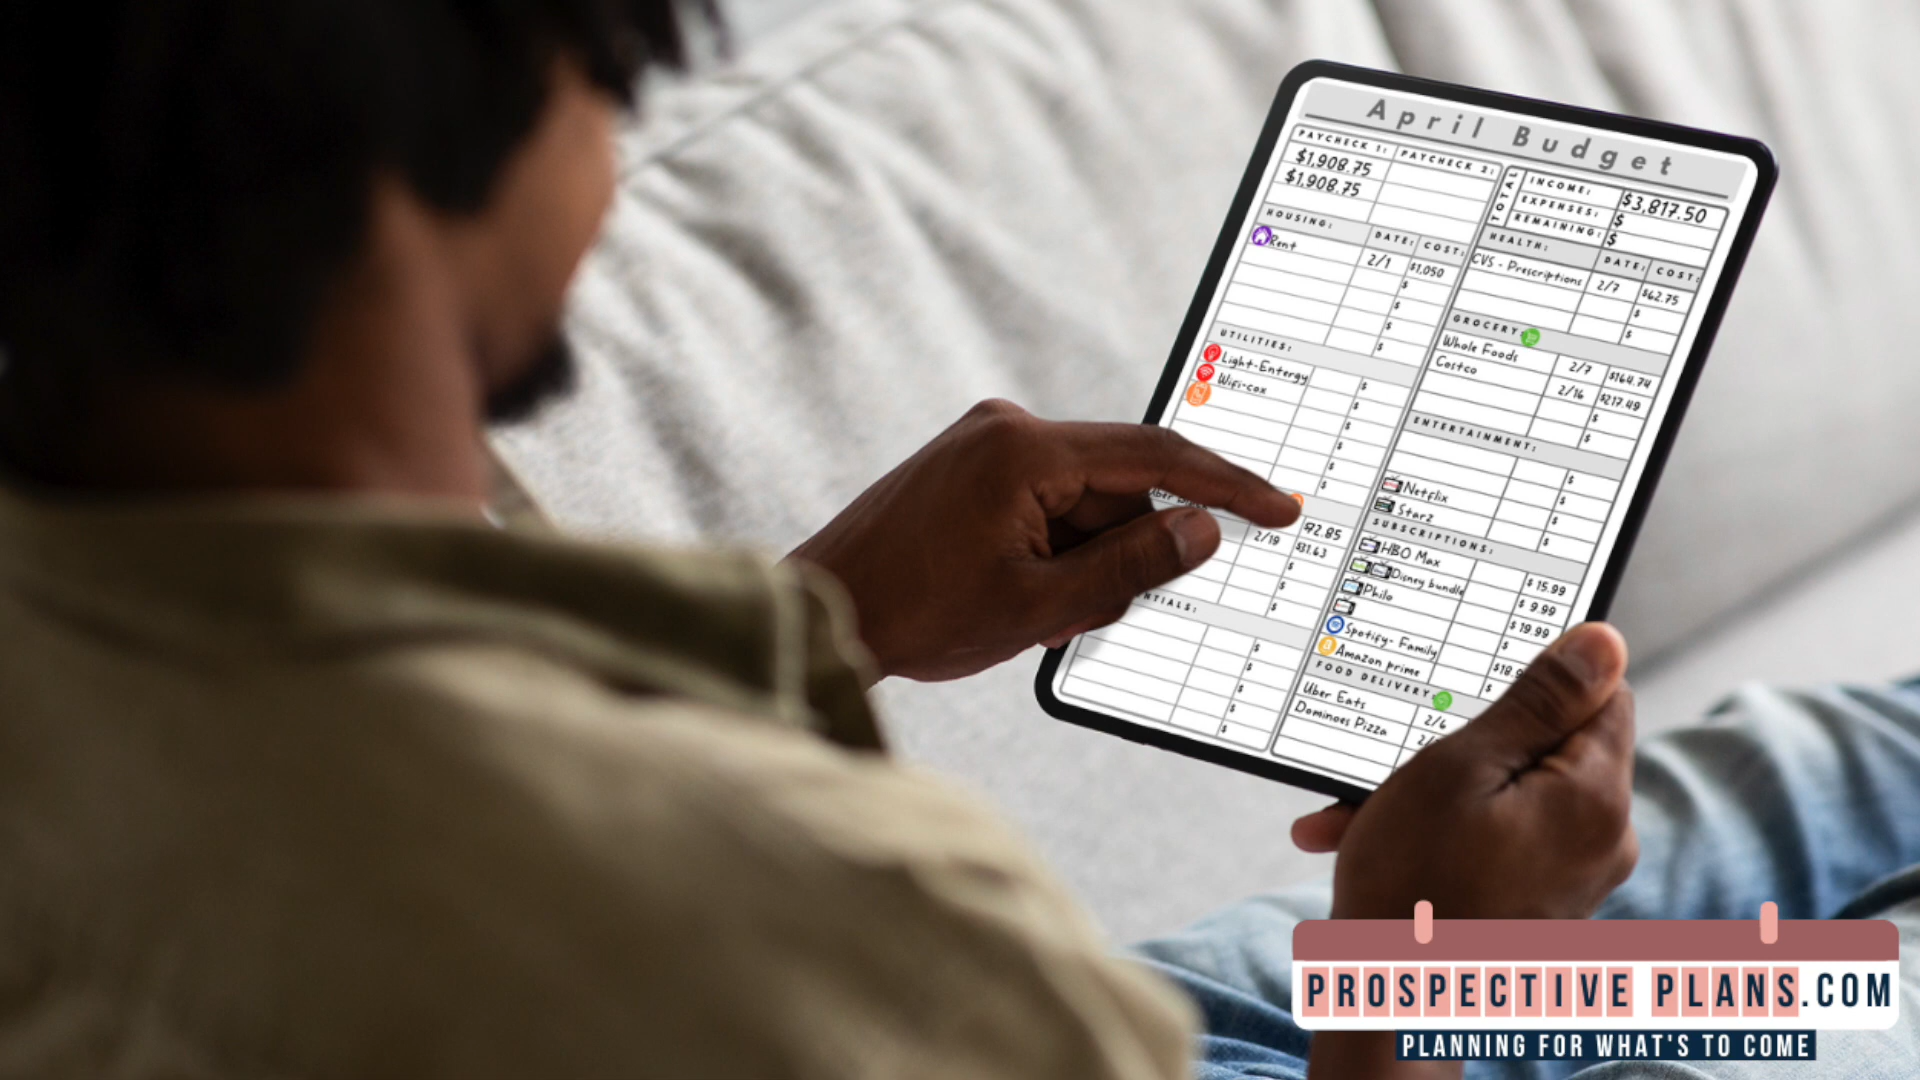 April Budget
PAYCHECK 1: PAYCHECK 2:
$1,908.75
$1,908.75
TOTAL
INCOME: $3,817.50
EXPENSES: $
REMAINING: $
HOUSING: DATE: COST:
Rent 2/1 $1,050
$
$
$
$
UTILITIES:
Light-Entergy $
Wifi-cox $
$
$
$
$
$72.85
2/19 $31.63
$
$
$
NTIALS:
$
$
$
$
$
HEALTH: DATE: COST:
CVS - Prescriptions 2/7 $62.75
$
$
GROCERY:
Whole Foods 2/7 $164.74
Costco 2/16 $217.49
$
$
ENTERTAINMENT:
$
$
Netflix $
Starz $
SUBSCRIPTIONS:
HBO Max $15.99
Disney bundle $9.99
Philo $19.99
$
Spotify- Family
Amazon prime $
FOOD DELIVERY:
Uber Eats 2/6
Dominoes Pizza
PROSPECTIVE PLANS.COM
PLANNING FOR WHAT'S TO COME